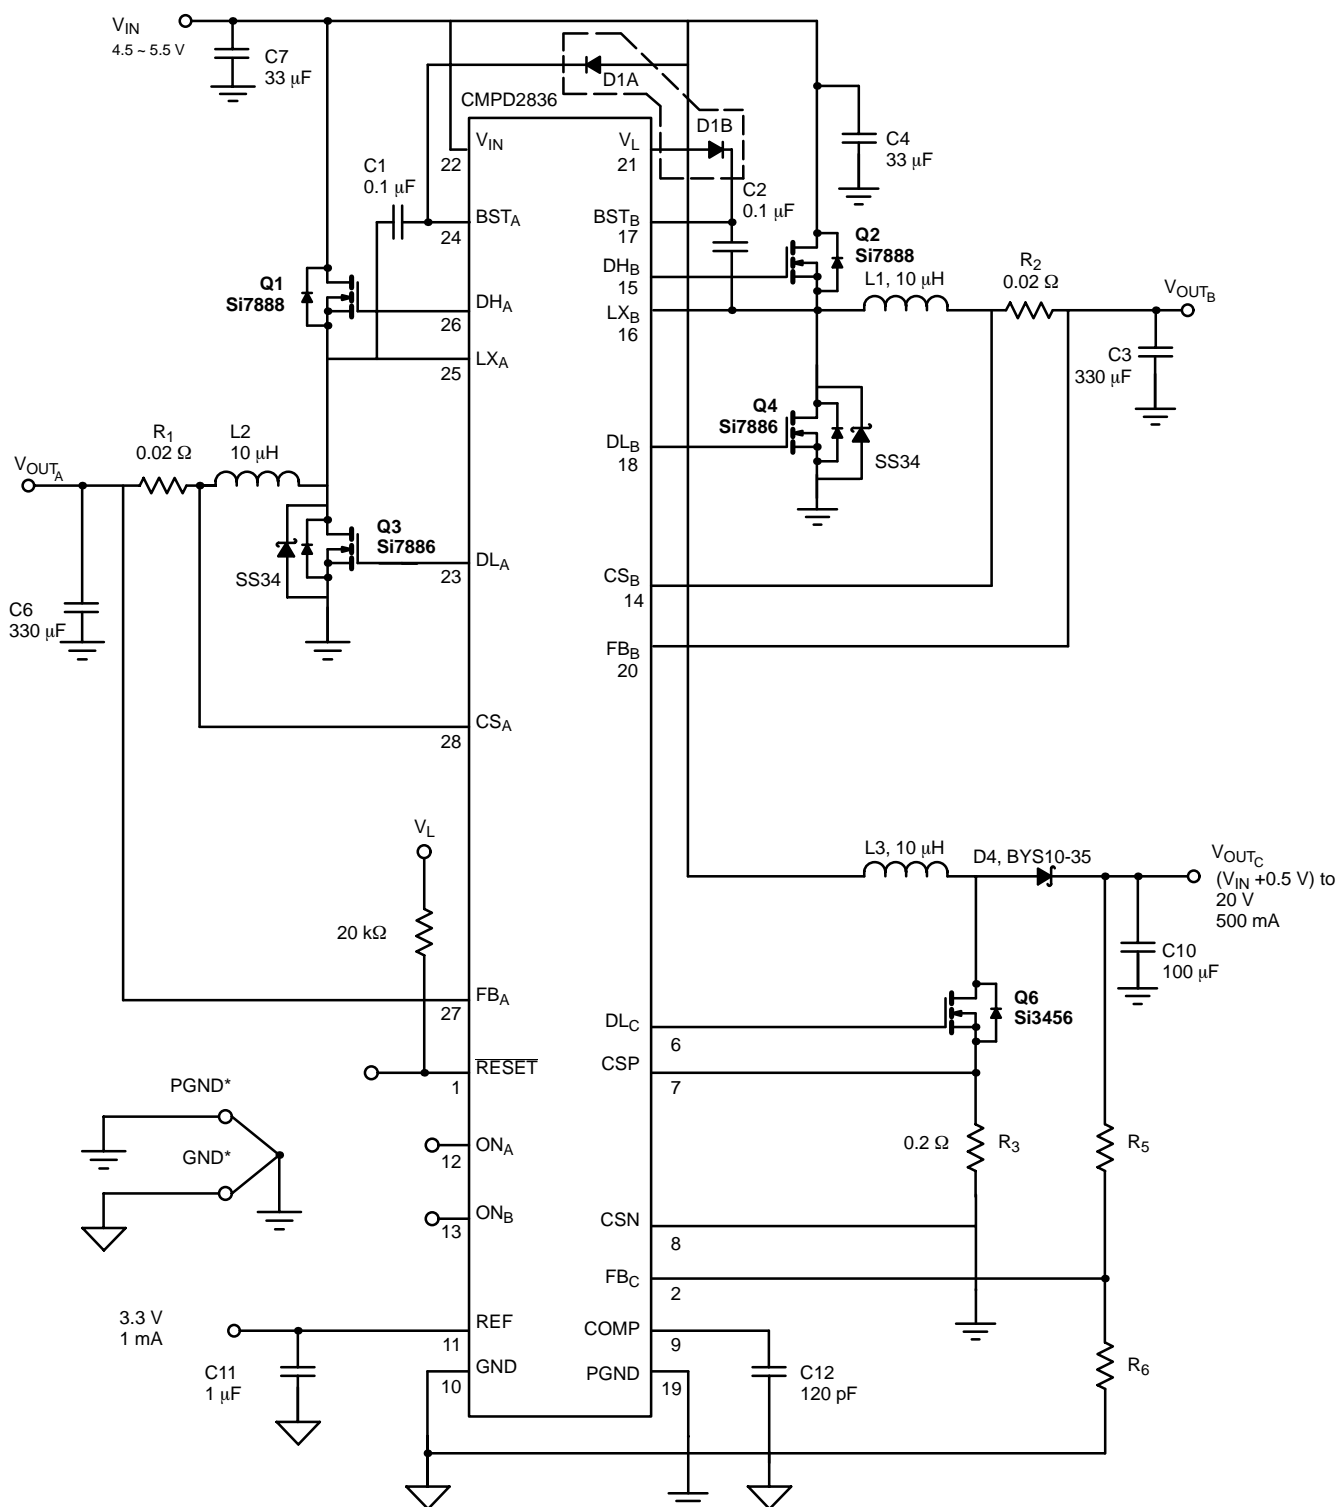 VIN
4.5 ~ 5.5 V
C7
33 μF
D1A
CMPD2836
D1B
C4
33 μF
VIN
22
VL
21
C1
0.1 μF
C2
0.1 μF
BSTA
24
BSTB
17
Q2
Si7888
Q1
Si7888
DHB
15
L1, 10 μH
R2
0.02 Ω
VOUTB
DHA
26
LXB
16
LXA
25
C3
330 μF
Q4
Si7886
DLB
18
SS34
R1
0.02 Ω
L2
10 μH
VOUTA
Q3
Si7886
DLA
23
SS34
CSB
14
C6
330 μF
FBB
20
CSA
28
VL
L3, 10 μH
D4, BYS10-35
VOUTC
(VIN +0.5 V) to
20 V
500 mA
20 kΩ
C10
100 μF
FBA
27
DLC
6
Q6
Si3456
CSP
7
RESET
1
PGND*
GND*
ONA
12
0.2 Ω
R3
R5
ONB
13
CSN
8
FBC
2
3.3 V
1 mA
REF
11
COMP
9
C11
1 μF
GND
10
PGND
19
C12
120 pF
R6